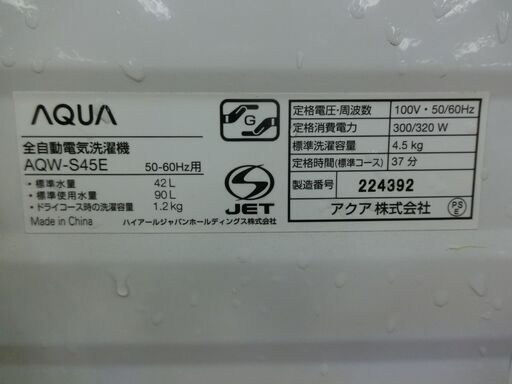 AQUA
全自動電気洗濯機
AQW-S45E 50-60Hz用
・標準水量 42L
・標準使用水量 90L
・ドライコース時の洗濯容量 1.2kg
Made in China
G
S
JET
ハイアールジャパンホールディングス株式会社
定格電圧・周波数 100V・50/60Hz
定格消費電力 300/320 W
標準洗濯容量 4.5 kg
定格時間(標準コース) 37 分
製造番号 224392
アクア株式会社
PS
E